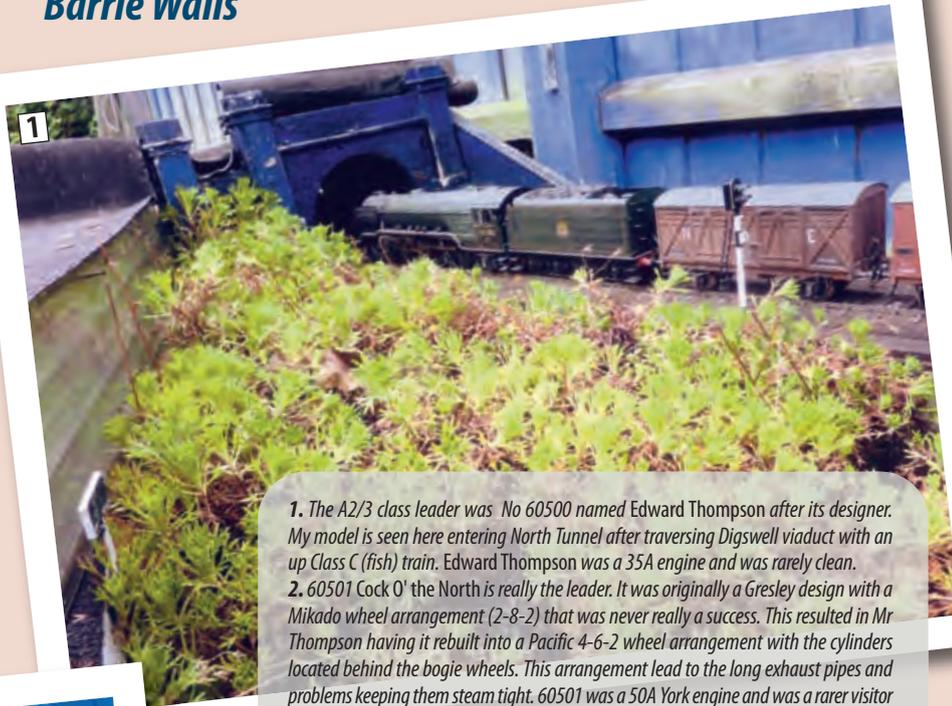 Barrie Walls
1
1. The A2/3 class leader was No 60500 named Edward Thompson after its designer.
My model is seen here entering North Tunnel after traversing Digswell viaduct with an
up Class C (fish) train. Edward Thompson was a 35A engine and was rarely clean.
2. 60501 Cock O' the North is really the leader. It was originally a Gresley design with a
Mikado wheel arrangement (2-8-2) that was never really a success. This resulted in Mr
Thompson having it rebuilt into a Pacific 4-6-2 wheel arrangement with the cylinders
located behind the bogie wheels. This arrangement lead to the long exhaust pipes and
problems keeping them steam tight. 60501 was a 50A York engine and was a rarer visitor
N E